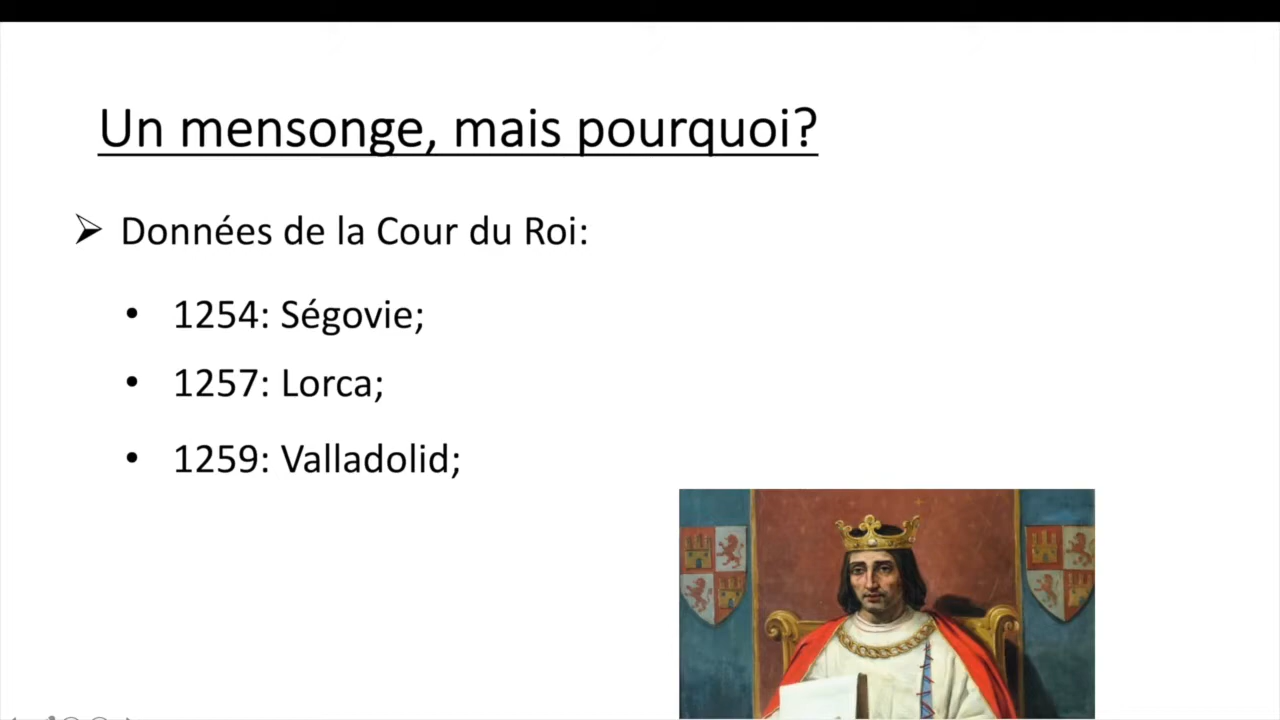 Un mensonge, mais pourquoi?
➢ Données de la Cour du Roi:
• 1254: Ségovie;
• 1257: Lorca;
• 1259: Valladolid;